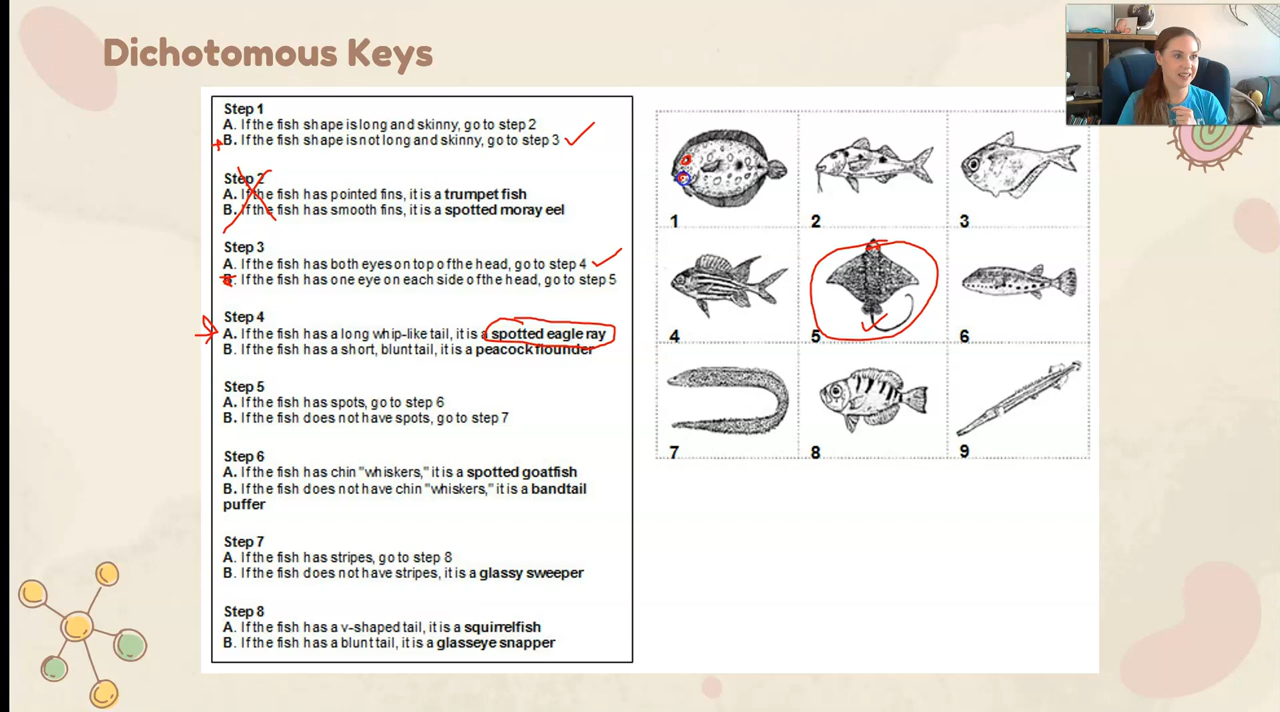 Dichotomous Keys
Step 1
A. If the fish shape is long and skinny, go to step 2
B. If the fish shape is not long and skinny, go to step 3
Step 2
A. If the fish has pointed fins, it is a trumpet fish
B. If the fish has smooth fins, it is a spotted moray eel
Step 3
A. If the fish has both eyes on top of the head, go to step 4
B. If the fish has one eye on each side of the head, go to step 5
Step 4
A. If the fish has a long whip-like tail, it is a spotted eagle ray
B. If the fish has a short, blunt tail, it is a peacock flounder
Step 5
A. If the fish has spots, go to step 6
B. If the fish does not have spots, go to step 7
Step 6
A. If the fish has chin "whiskers," it is a spotted goatfish
B. If the fish does not have chin "whiskers," it is a bandtail
puffer
Step 7
A. If the fish has stripes, go to step 8
B. If the fish does not have stripes, it is a glassy sweeper
Step 8
A. If the fish has a v-shaped tail, it is a squirrelfish
B. If the fish has a blunt tail, it is a glasseye snapper
1 2 3
4 5 6
7 8 9